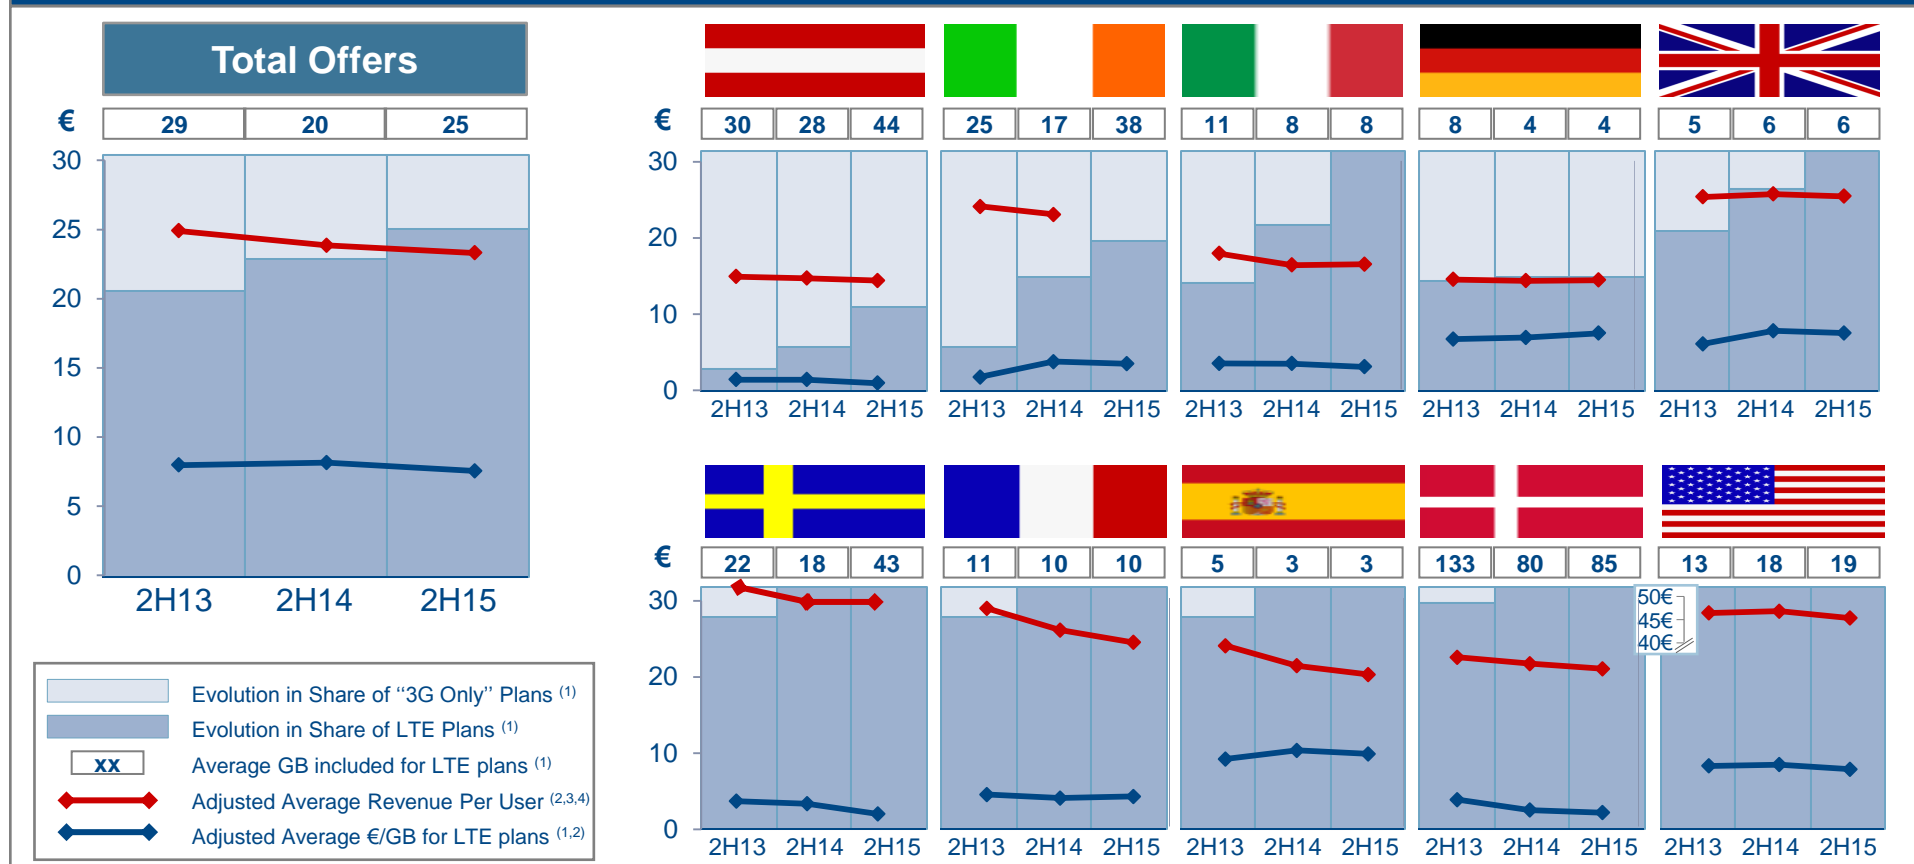 Total Offers
€ 29 20 25
30
25
20
15
10
5
0
2H13 2H14 2H15
€ 30 28 44 25 17 38 11 8 8 8 4 4 5 6 6
30
20
10
0
2H13 2H14 2H15 2H13 2H14 2H15 2H13 2H14 2H15 2H13 2H14 2H15 2H13 2H14 2H15
€ 22 18 43 11 10 10 5 3 3 133 80 85 13 18 19
30
20
10
0
50€
45€
40€
2H13 2H14 2H15 2H13 2H14 2H15 2H13 2H14 2H15 2H13 2H14 2H15 2H13 2H14 2H15
Evolution in Share of “3G Only” Plans (1)
Evolution in Share of LTE Plans (1)
xx Average GB included for LTE plans (1)
Adjusted Average Revenue Per User (2,3,4)
Adjusted Average €/GB for LTE plans (1,2)